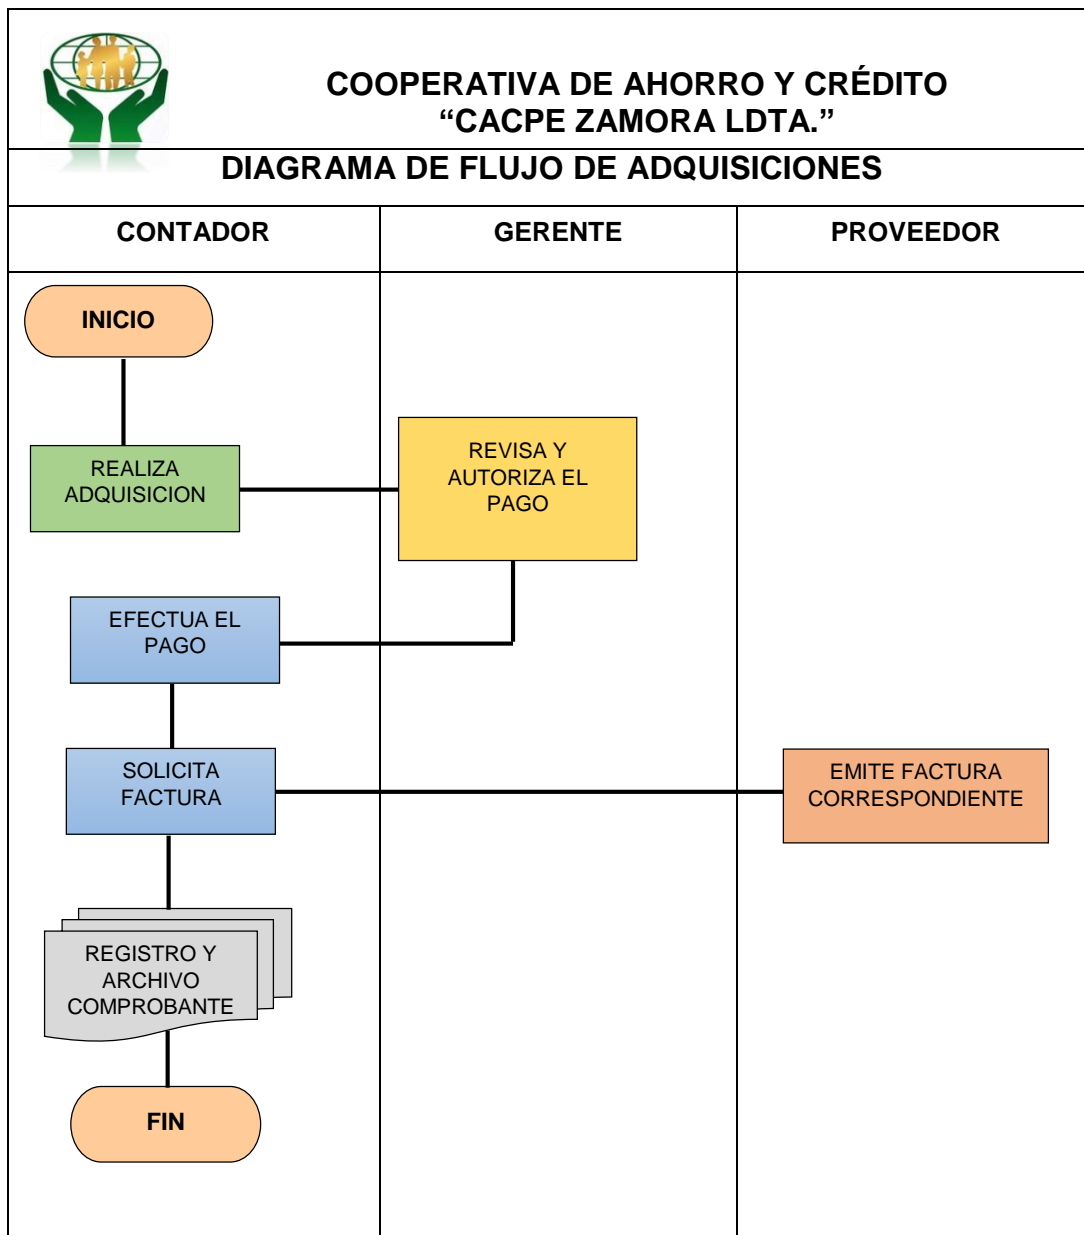 COOPERATIVA DE AHORRO Y CRÉDITO
“CACPE ZAMORA LDTA.”
DIAGRAMA DE FLUJO DE ADQUISICIONES
CONTADOR
GERENTE
PROVEEDOR
INICIO
REALIZA
ADQUISICION
REVISA Y
AUTORIZA EL
PAGO
EFECTUA EL
PAGO
SOLICITA
FACTURA
EMITE FACTURA
CORRESPONDIENTE
REGISTRO Y
ARCHIVO
COMPROBANTE
FIN